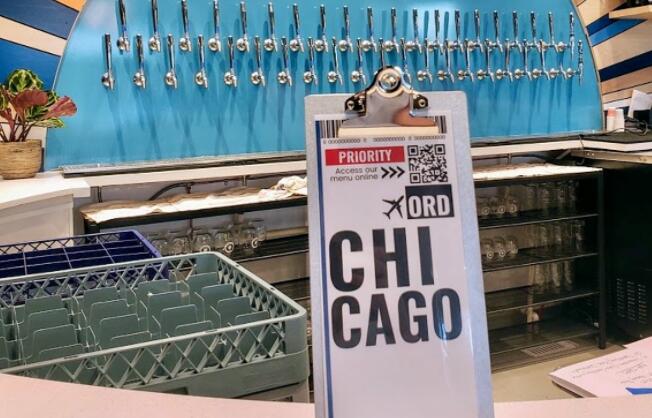 PRIORITY
Access our
menu online >>>
ORD
CHI
CAGO